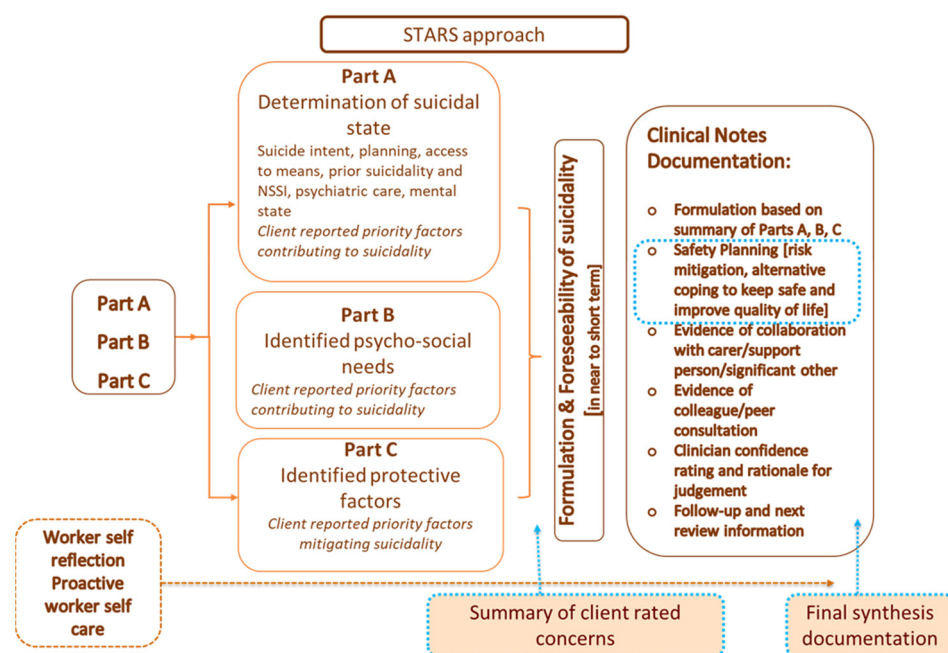 STARS approach
Part A
Part B
Part C
Part A
Determination of suicidal
state
Suicide intent, planning, access
to means, prior suicidality and
NSSI, psychiatric care, mental
state
Client reported priority factors
contributing to suicidality
Part B
Identified psycho-social
needs
Client reported priority factors
contributing to suicidality
Part C
Identified protective
factors
Client reported priority factors
mitigating suicidality
Formulation & Foreseeability of suicidality
[in near to short term]
Clinical Notes
Documentation:
o Formulation based on
summary of Parts A, B, C
o Safety Planning [risk
mitigation, alternative
coping to keep safe and
improve quality of life]
o Evidence of collaboration
with carer/support
person/significant other
o Evidence of
colleague/peer
consultation
o Clinician confidence
rating and rationale for
judgement
o Follow-up and next
review information
Worker self
reflection
Proactive
worker self
care
Summary of client rated
concerns
Final synthesis
documentation